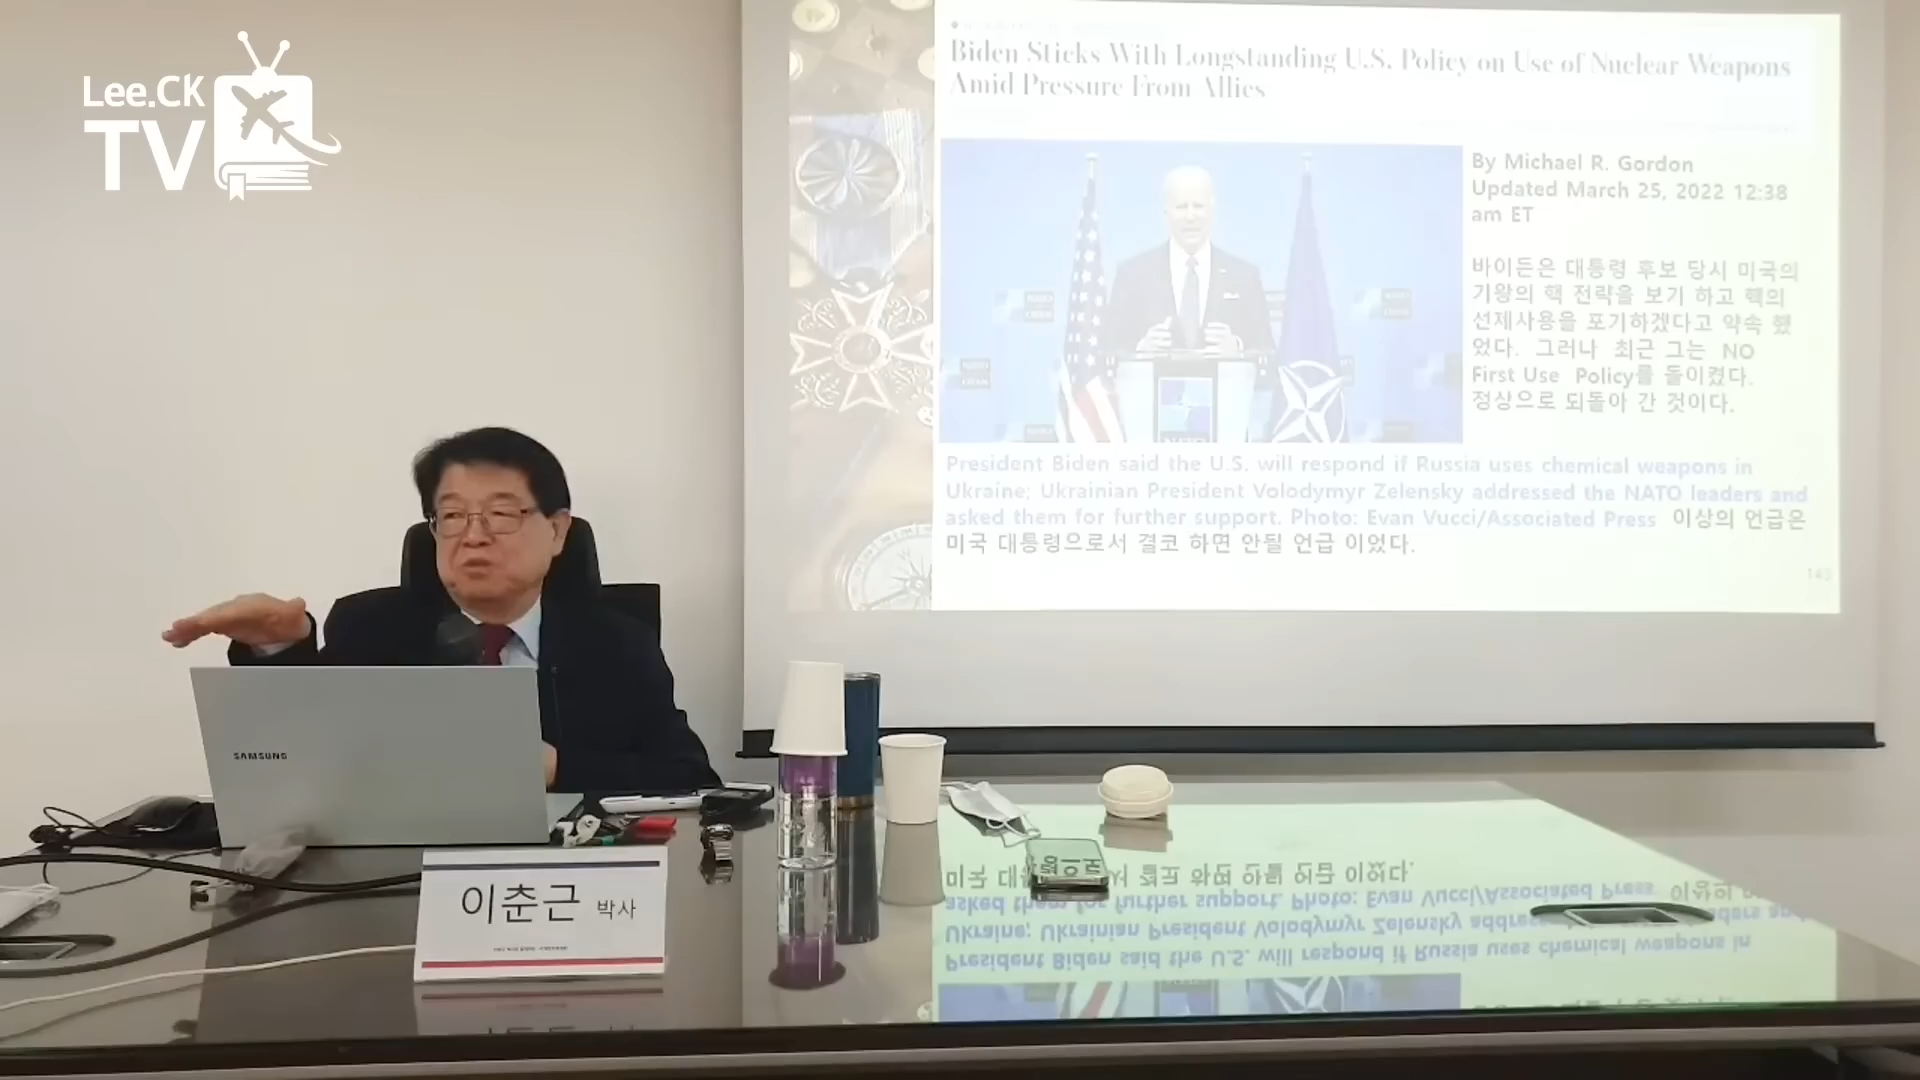 Lee.CK
TV
Biden Sticks With Longstanding U.S. Policy on Use of Nuclear Weapons
Amid Pressure From Allies
By Michael R. Gordon
Updated March 25, 2022 12:38
am ET
바이든은 대통령 후보 당시 미국의
기왕의 핵 전략을 보기 하고 핵의
선제사용을 포기하겠다고 약속 했
었다. 그러나 최근 그는 NO
First Use Policy를 돌이켰다.
정상으로 되돌아 간 것이다.
President Biden said the U.S. will respond if Russia uses chemical weapons in
Ukraine; Ukrainian President Volodymyr Zelensky addressed the NATO leaders and
asked them for further support. Photo: Evan Vucci/Associated Press 이상의 언급은
미국 대통령으로서 결코 하면 안될 언급 이었다.
143
SAMSUNG
이춘근 박사